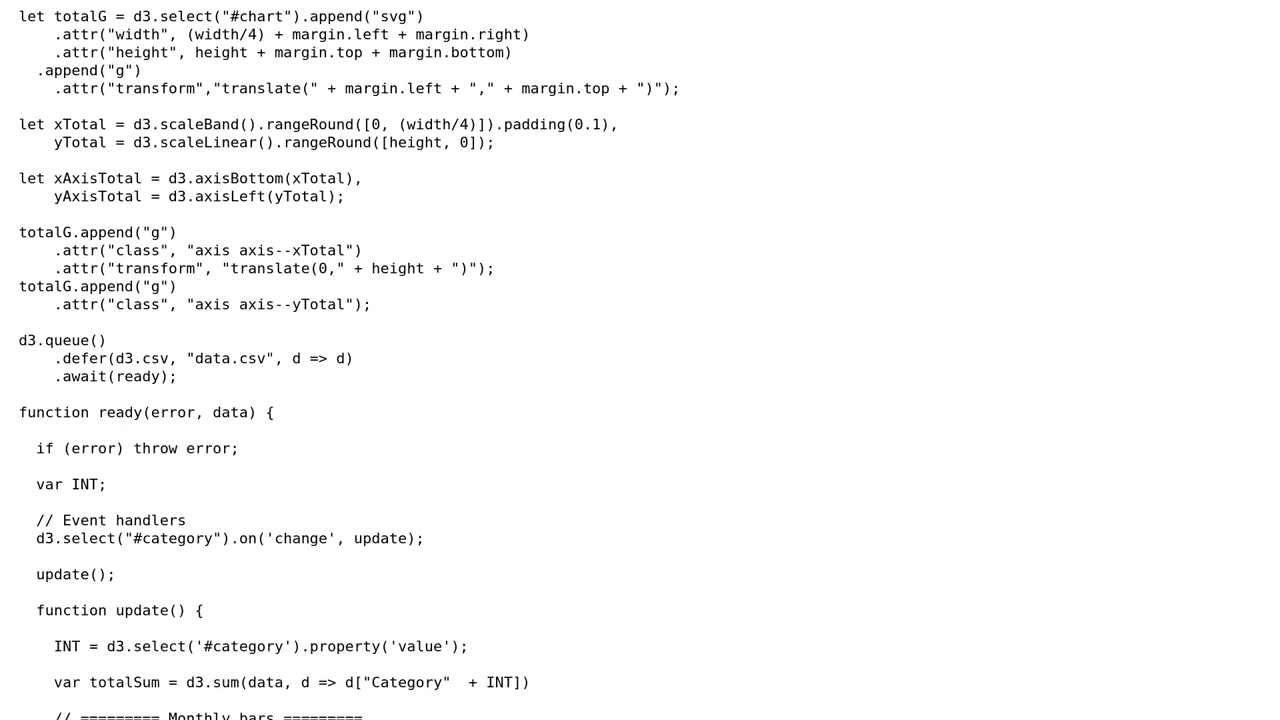 let totalG = d3.select("#chart").append("svg")
    .attr("width", (width/4) + margin.left + margin.right)
    .attr("height", height + margin.top + margin.bottom)
  .append("g")
    .attr("transform","translate(" + margin.left + "," + margin.top + ")");

let xTotal = d3.scaleBand().rangeRound([0, (width/4)]).padding(0.1),
    yTotal = d3.scaleLinear().rangeRound([height, 0]);

let xAxisTotal = d3.axisBottom(xTotal),
    yAxisTotal = d3.axisLeft(yTotal);

totalG.append("g")
    .attr("class", "axis axis--xTotal")
    .attr("transform", "translate(0," + height + ")");
totalG.append("g")
    .attr("class", "axis axis--yTotal");

d3.queue()
    .defer(d3.csv, "data.csv", d => d)
    .await(ready);

function ready(error, data) {

  if (error) throw error;

  var INT;

  // Event handlers
  d3.select("#category").on('change', update);

  update();

  function update() {

    INT = d3.select('#category').property('value');

    var totalSum = d3.sum(data, d => d["Category"  + INT])

    // ========= Monthly bars =========